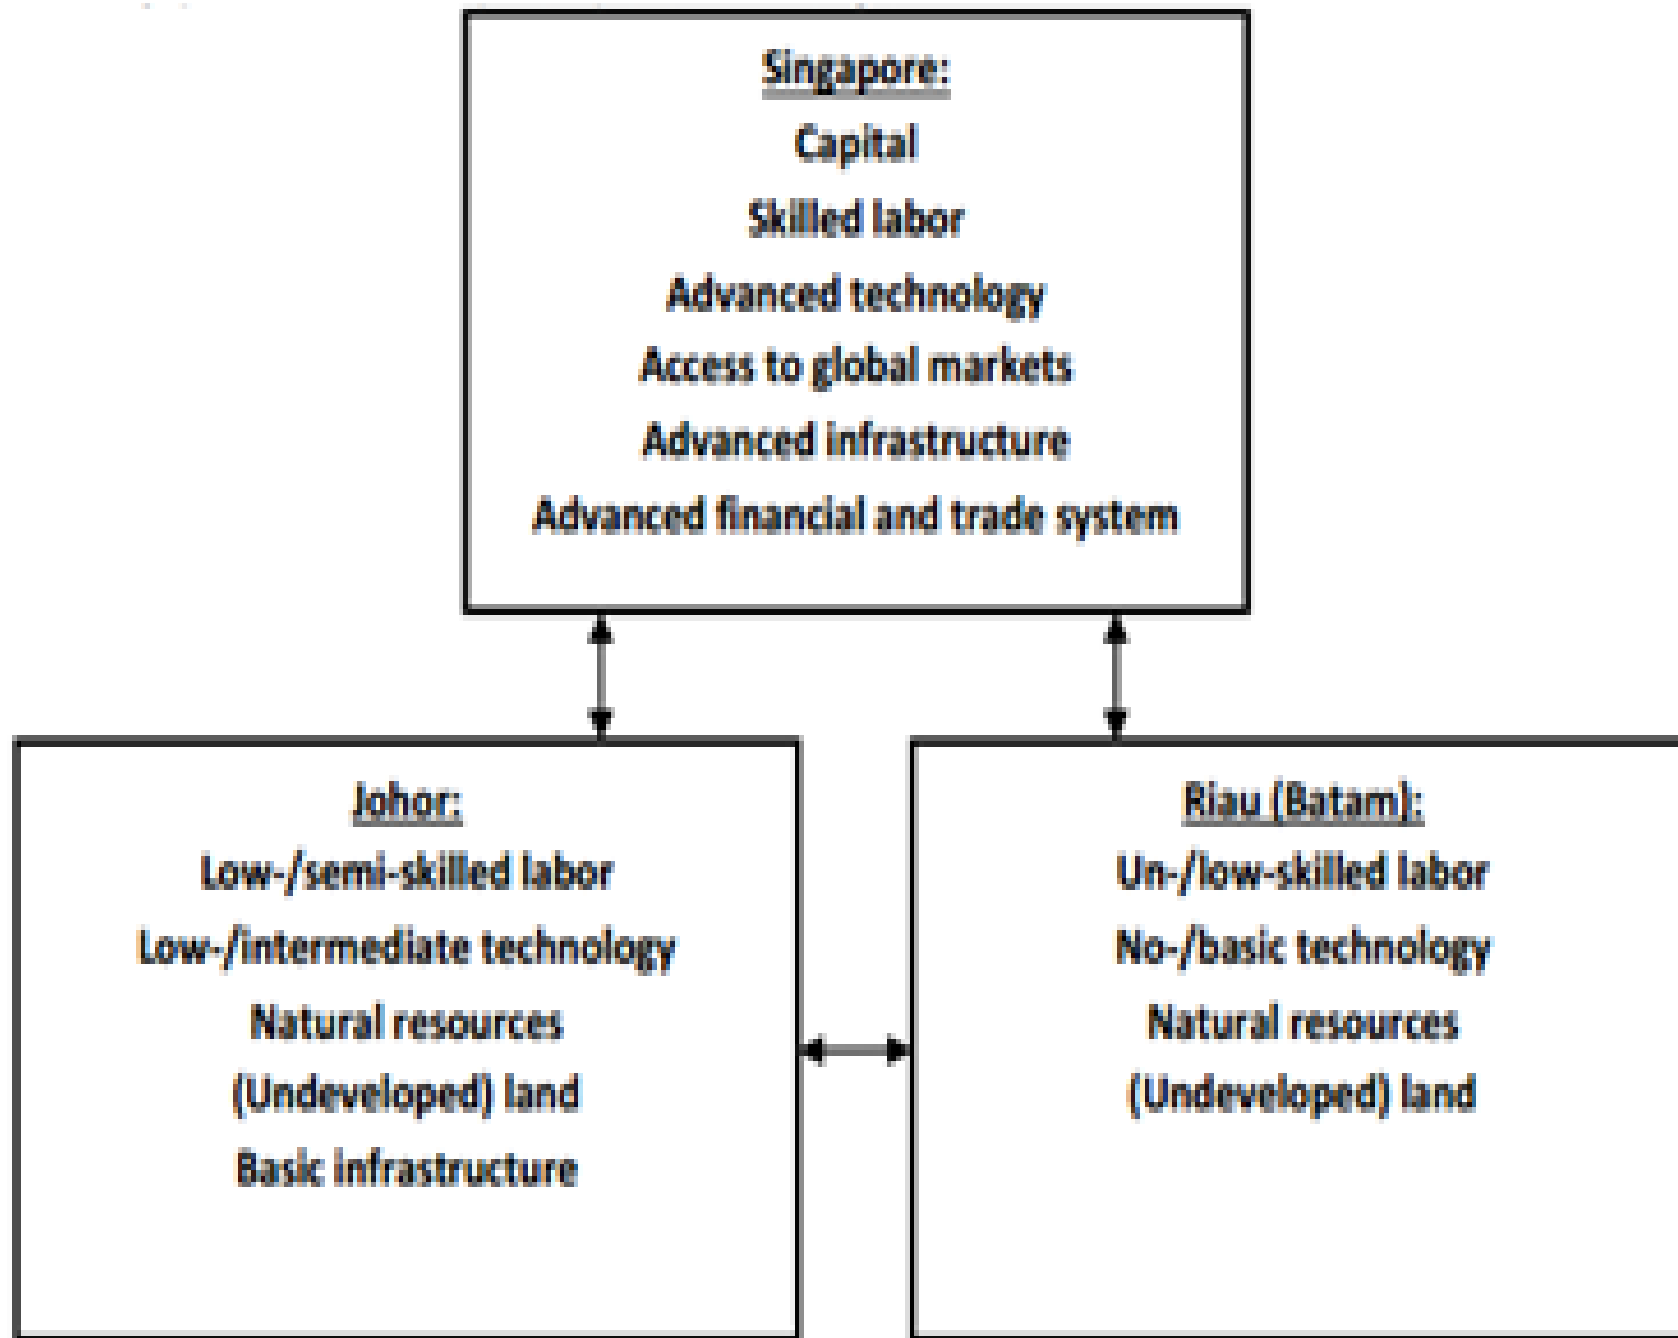 Singapore:
Capital
Skilled labor
Advanced technology
Access to global markets
Advanced infrastructure
Advanced financial and trade system
Johor:
Low-/semi-skilled labor
Low-/intermediate technology
Natural resources
(Undeveloped) land
Basic infrastructure
Riau (Batam):
Un-/low-skilled labor
No-/basic technology
Natural resources
(Undeveloped) land